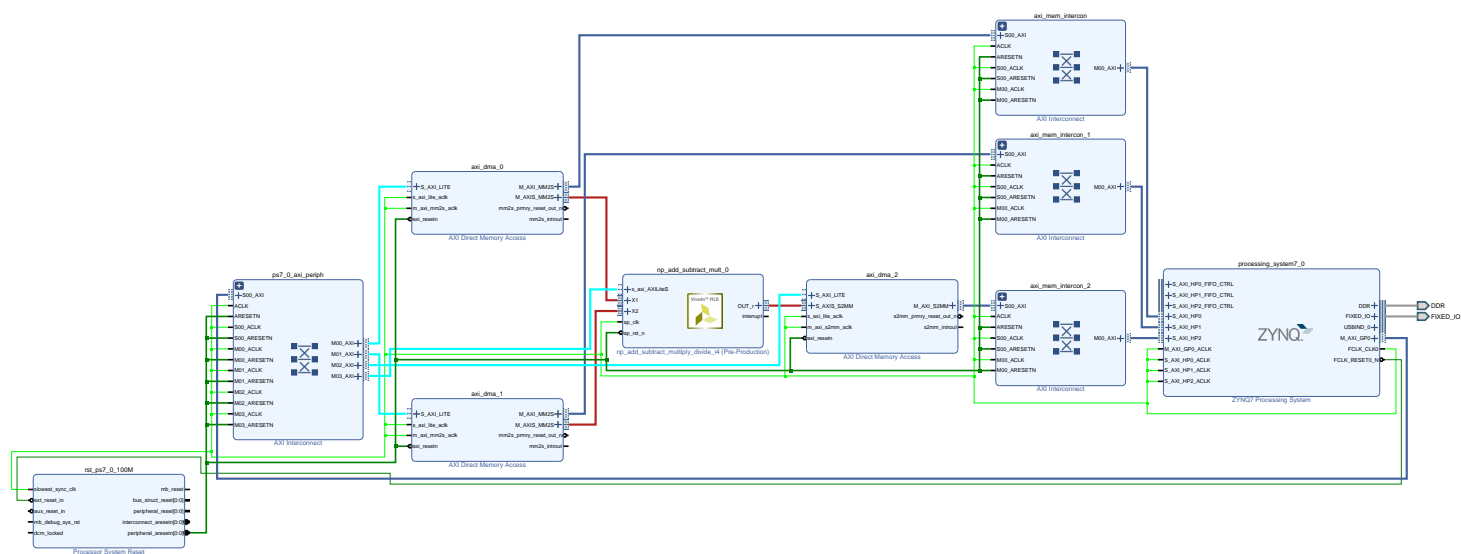 axi_mem_intercon
S00_AXI
ACLK
ARESETN
S00_ACLK
S00_ARESETN
M00_ACLK
M00_ARESETN
M00_AXI
AXI Interconnect
axi_mem_intercon_1
S00_AXI
ACLK
ARESETN
S00_ACLK
S00_ARESETN
M00_ACLK
M00_ARESETN
M00_AXI
AXI Interconnect
axi_dma_0
S_AXI_LITE
s_axi_lite_aclk
m_axi_mm2s_aclk
axi_resetn
M_AXI_MM2S
M_AXIS_MM2S
mm2s_prmry_reset_out_n
mm2s_introut
AXI Direct Memory Access
ps7_0_axi_periph
S00_AXI
ACLK
ARESETN
S00_ACLK
S00_ARESETN
M00_ACLK
M00_ARESETN
M01_ACLK
M01_ARESETN
M02_ACLK
M02_ARESETN
M03_ACLK
M03_ARESETN
M00_AXI
M01_AXI
M02_AXI
M03_AXI
AXI Interconnect
np_add_subtract_mult_0
s_axi_AXILiteS
X1
X2
ap_clk
ap_rst_n
Vivado™ HLS
OUT_r
interrupt
np_add_subtract_multiply_divide_i4 (Pre-Production)
axi_dma_2
S_AXI_LITE
S_AXIS_S2MM
s_axi_lite_aclk
m_axi_s2mm_aclk
axi_resetn
M_AXI_S2MM
s2mm_prmry_reset_out_n
s2mm_introut
AXI Direct Memory Access
axi_mem_intercon_2
S00_AXI
ACLK
ARESETN
S00_ACLK
S00_ARESETN
M00_ACLK
M00_ARESETN
M00_AXI
AXI Interconnect
processing_system7_0
S_AXI_HP0_FIFO_CTRL
S_AXI_HP1_FIFO_CTRL
S_AXI_HP2_FIFO_CTRL
S_AXI_HP0
S_AXI_HP1
S_AXI_HP2
M_AXI_GP0_ACLK
S_AXI_HP0_ACLK
S_AXI_HP1_ACLK
S_AXI_HP2_ACLK
ZYNQ
DDR
FIXED_IO
USBIND_0
M_AXI_GP0
FCLK_CLK0
FCLK_RESET0_N
ZYNQ7 Processing System
DDR
FIXED_IO
axi_dma_1
S_AXI_LITE
s_axi_lite_aclk
m_axi_mm2s_aclk
axi_resetn
M_AXI_MM2S
M_AXIS_MM2S
mm2s_prmry_reset_out_n
mm2s_introut
AXI Direct Memory Access
rst_ps7_0_100M
slowest_sync_clk
ext_reset_in
aux_reset_in
mb_debug_sys_rst
dcm_locked
mb_reset
bus_struct_reset[0:0]
peripheral_reset[0:0]
interconnect_aresetn[0:0]
peripheral_aresetn[0:0]
Processor System Reset